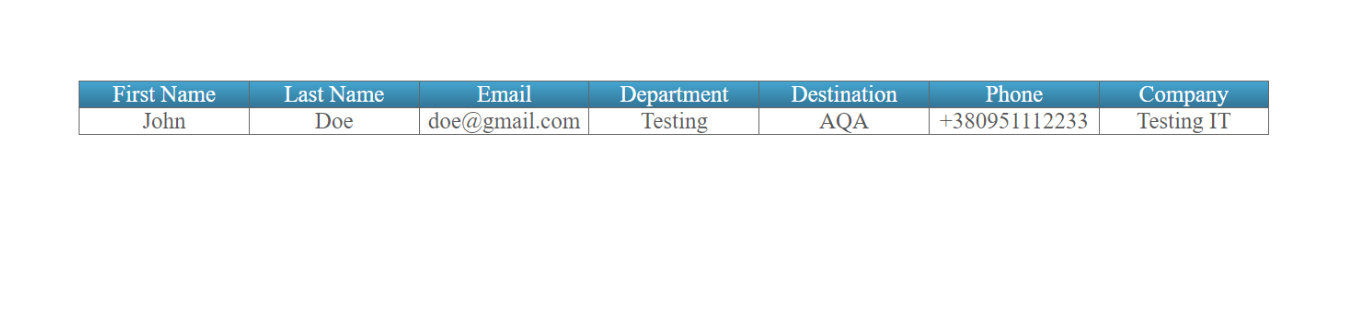 First Name Last Name Email Department Destination Phone Company
John Doe doe@gmail.com Testing AQA +380951112233 Testing IT